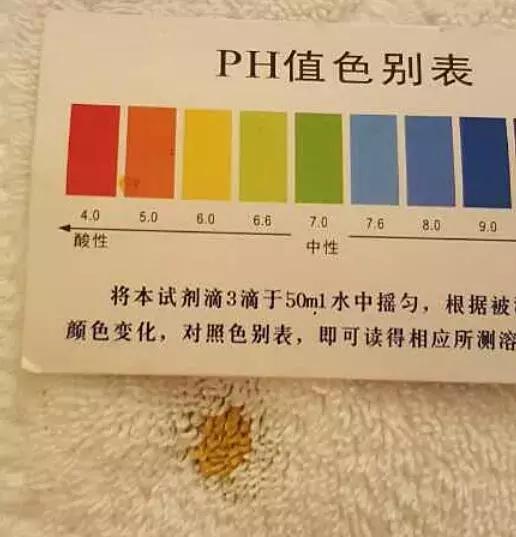 PH值色别表
4.0 5.0 6.0 6.6 7.0 7.6 8.0 9.0
酸性 中性
将本试剂滴3滴于50ml水中摇匀，根据被
颜色变化，对照色别表，即可读得相应所测溶